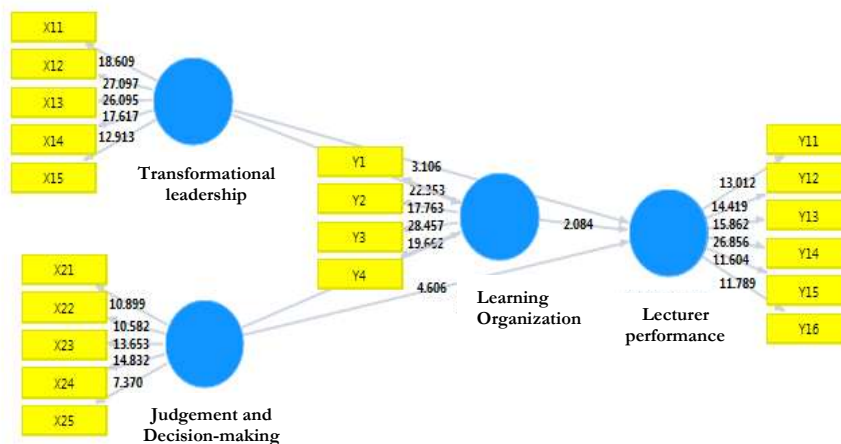 X11
X12
X13
X14
X15
18.609
27.097
26.095
17.617
12.913
Transformational
leadership
Y1
Y2
Y3
Y4
3.106
22.353
17.763
28.457
19.662
2.084
4.606
Learning
Organization
X21
X22
X23
X24
X25
10.899
10.582
13.653
14.832
7.370
Judgement and
Decision-making
Y11
Y12
Y13
Y14
Y15
Y16
13.012
14.419
15.862
26.856
11.604
11.789
Lecturer
performance